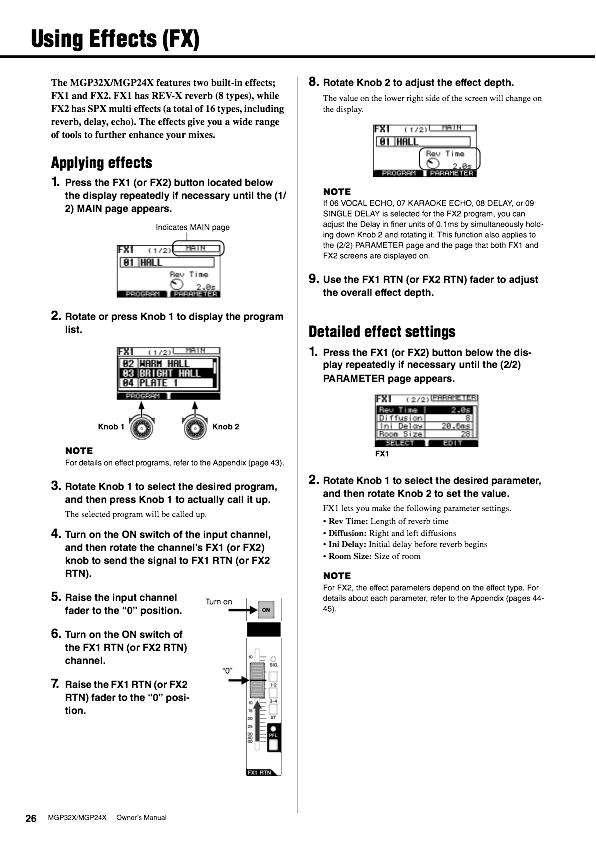 Using Effects (FX)
The MGP32X/MGP24X features two built-in effects;
FX1 and FX2. FX1 has REV-X reverb (8 types), while
FX2 has SPX multi effects (a total of 16 types, including
reverb, delay, echo). The effects give you a wide range
of tools to further enhance your mixes.
Applying effects
1. Press the FX1 (or FX2) button located below
the display repeatedly if necessary until the (1/
2) MAIN page appears.
Indicates MAIN page
FX1 (1/2) MAIN
01 HALL
Rev Time
2.0s
PROGRAM PARAMETER
2. Rotate or press Knob 1 to display the program
list.
FX1 (1/2) MAIN
02 WARM HALL
03 BRIGHT HALL
04 PLATE 1
PROGRAM
Knob 1
Knob 2
NOTE
For details on effect programs, refer to the Appendix (page 43).
3. Rotate Knob 1 to select the desired program,
and then press Knob 1 to actually call it up.
The selected program will be called up.
4. Turn on the ON switch of the input channel,
and then rotate the channel's FX1 (or FX2)
knob to send the signal to FX1 RTN (or FX2
RTN).
5. Raise the input channel
fader to the "0" position.
6. Turn on the ON switch of
the FX1 RTN (or FX2 RTN)
channel.
7. Raise the FX1 RTN (or FX2
RTN) fader to the "0" posi-
tion.
Turn on
ON
"0"
10
SIG
1-2
3-4
ST
10
15
20
25
PFL
FX1 RTN
8. Rotate Knob 2 to adjust the effect depth.
The value on the lower right side of the screen will change on
the display.
FX1 (1/2) MAIN
01 HALL
Rev Time
2.0s
PROGRAM PARAMETER
NOTE
If 06 VOCAL ECHO, 07 KARAOKE ECHO, 08 DELAY, or 09
SINGLE DELAY is selected for the FX2 program, you can
adjust the Delay in finer units of 0.1ms by simultaneously hold-
ing down Knob 2 and rotating it. This function also applies to
the (2/2) PARAMETER page and the page that both FX1 and
FX2 screens are displayed on.
9. Use the FX1 RTN (or FX2 RTN) fader to adjust
the overall effect depth.
Detailed effect settings
1. Press the FX1 (or FX2) button below the dis-
play repeatedly if necessary until the (2/2)
PARAMETER page appears.
FX1 (2/2) PARAMETER
Rev Time 2.0s
Diffusion 8
Ini Delay 20.6ms
Room Size 28
SELECT EDIT
FX1
2. Rotate Knob 1 to select the desired parameter,
and then rotate Knob 2 to set the value.
FX1 lets you make the following parameter settings.
• Rev Time: Length of reverb time
• Diffusion: Right and left diffusions
• Ini Delay: Initial delay before reverb begins
• Room Size: Size of room
NOTE
For FX2, the effect parameters depend on the effect type. For
details about each parameter, refer to the Appendix (pages 44-
45).
26 MGP32X/MGP24X Owner's Manual